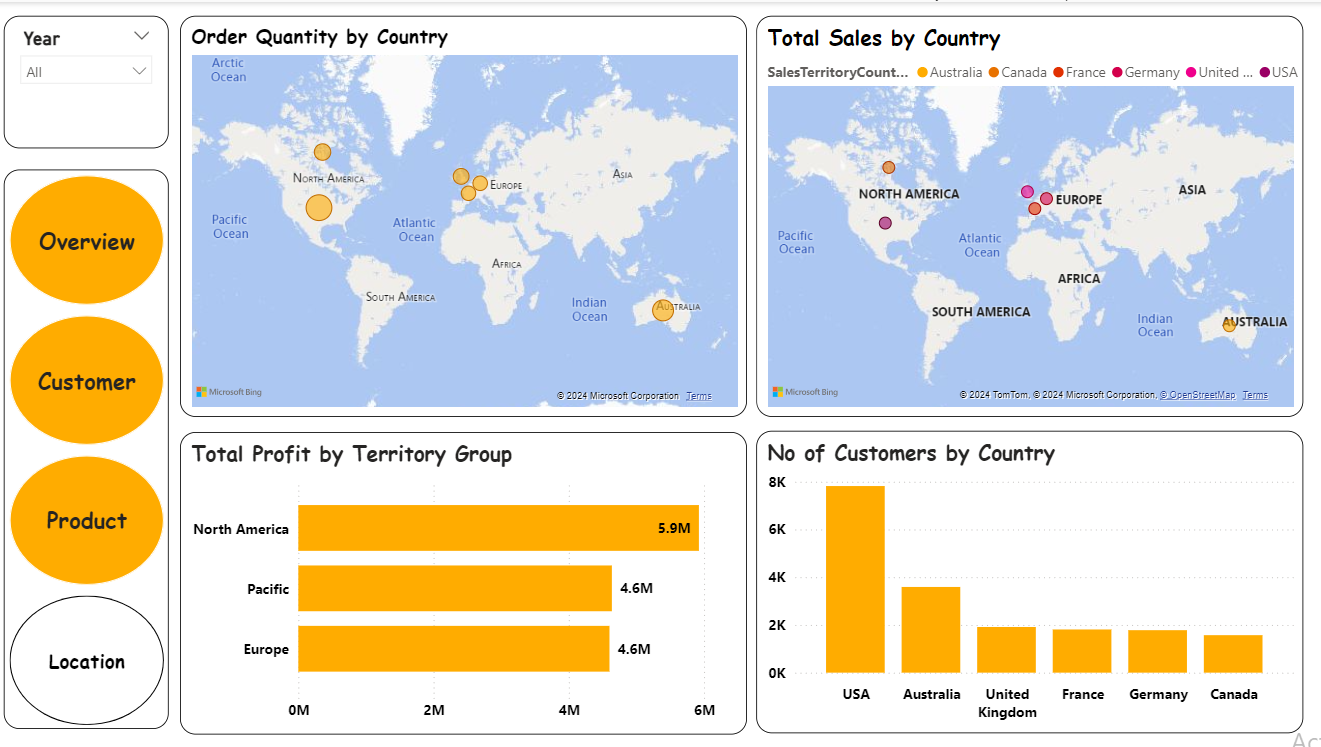 Year
All
Overview
Customer
Product
Location
Order Quantity by Country
Arctic
Ocean
North America
Europe
Asia
Pacific
Ocean
Atlantic
Ocean
Africa
South America
Indian
Ocean
Australia
Microsoft Bing
© 2024 Microsoft Corporation Terms
Total Sales by Country
SalesTerritoryCount... Australia Canada France Germany United ... USA
NORTH AMERICA
EUROPE
ASIA
Pacific
Ocean
Atlantic
Ocean
AFRICA
SOUTH AMERICA
Indian
Ocean
AUSTRALIA
Microsoft Bing
© 2024 TomTom, © 2024 Microsoft Corporation, © OpenStreetMap Terms
Total Profit by Territory Group
North America 5.9M
Pacific 4.6M
Europe 4.6M
0M 2M 4M 6M
No of Customers by Country
8K
6K
4K
2K
0K
USA Australia United Kingdom France Germany Canada